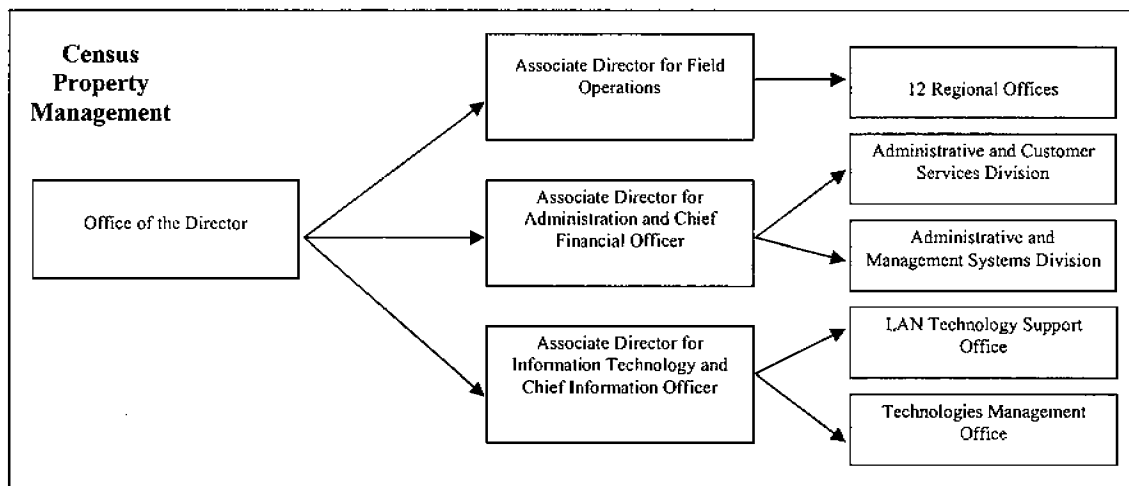 Census
Property
Management
Office of the Director
Associate Director for Field
Operations
Associate Director for
Administration and Chief
Financial Officer
Associate Director for
Information Technology and
Chief Information Officer
12 Regional Offices
Administrative and Customer
Services Division
Administrative and
Management Systems Division
LAN Technology Support
Office
Technologies Management
Office